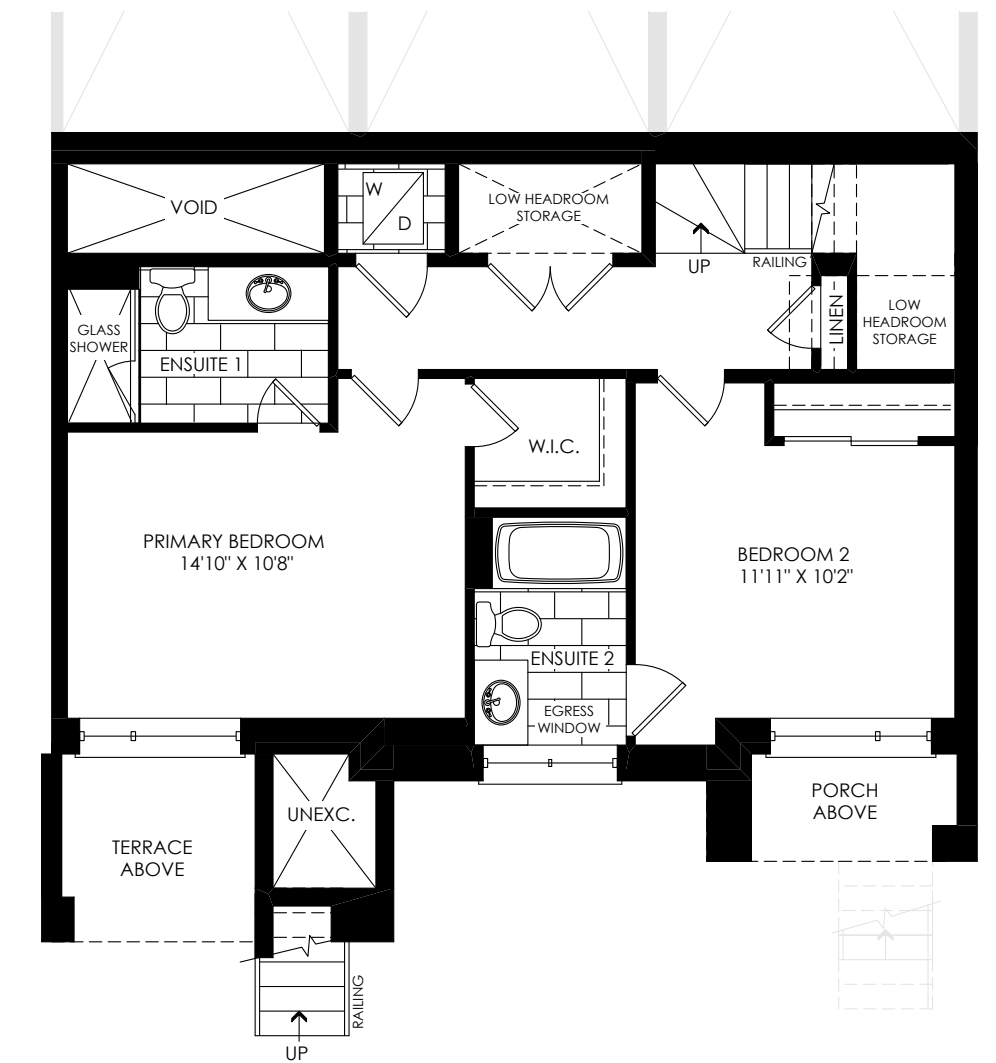 VOID
W
D
LOW HEADROOM
STORAGE
UP
RAILING
LINEN
LOW
HEADROOM
STORAGE
GLASS
SHOWER
ENSUITE 1
W.I.C.
PRIMARY BEDROOM
14'10" X 10'8"
BEDROOM 2
11'11" X 10'2"
ENSUITE 2
EGRESS
WINDOW
UNEXC.
PORCH
ABOVE
TERRACE
ABOVE
RAILING
UP